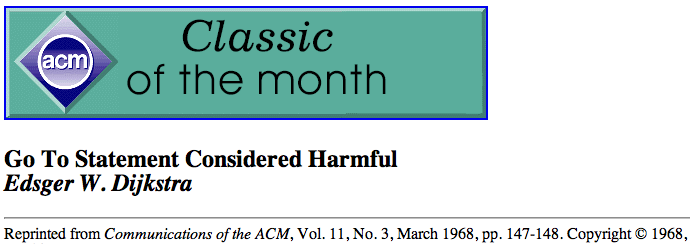 Classic
acm
of the month
Go To Statement Considered Harmful
Edsger W. Dijkstra
Reprinted from Communications of the ACM, Vol. 11, No. 3, March 1968, pp. 147-148. Copyright © 1968,